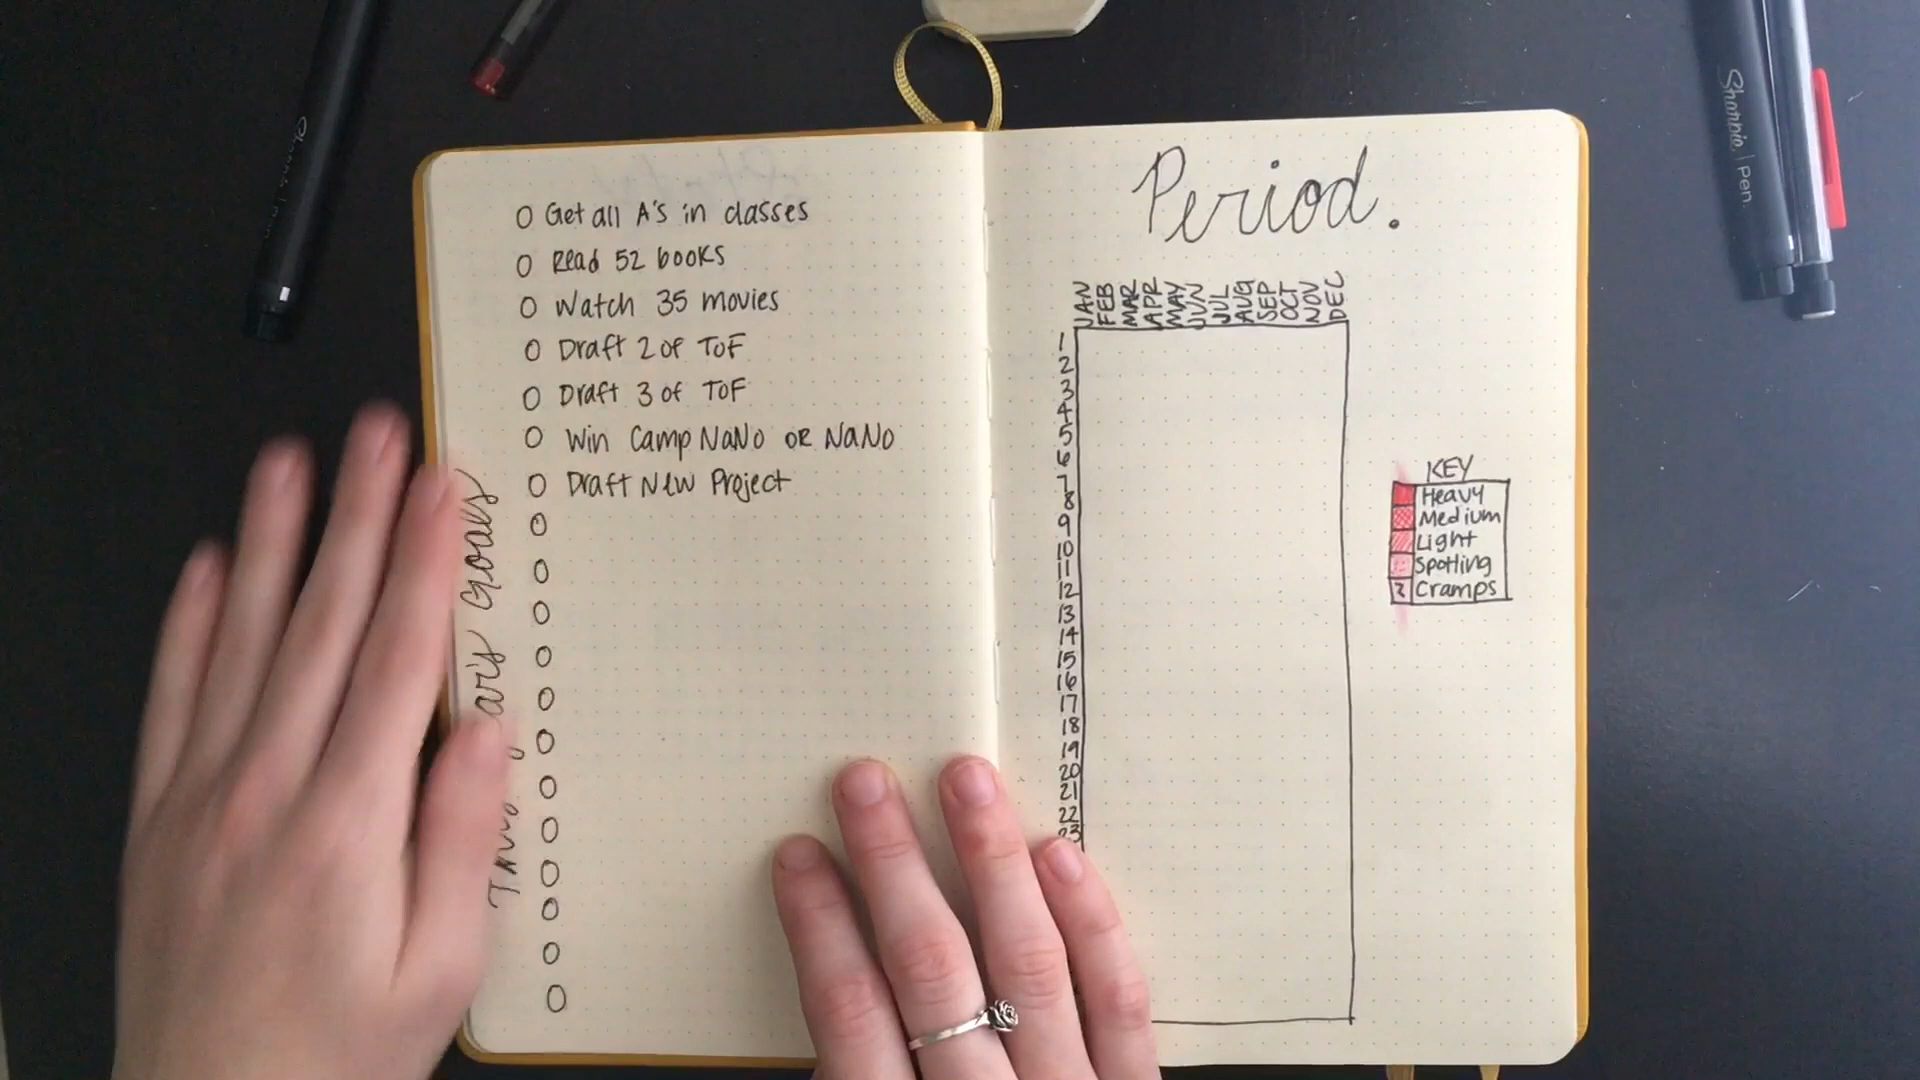 Get all A's in classes
Read 52 books
Watch 35 movies
Draft 2 of ToF
Draft 3 of ToF
Win Camp NaNo OR NaNo
Draft New Project
Goals
Period.
JAN FEB MAR APR MAY JUN JUL AUG SEP OCT NOV DEC
1
2
3
4
5
6
7
8
9
10
11
12
13
14
15
16
17
18
19
20
21
22
23
KEY
Heavy
Medium
Light
Spotting
Cramps
Sharpie | Pen